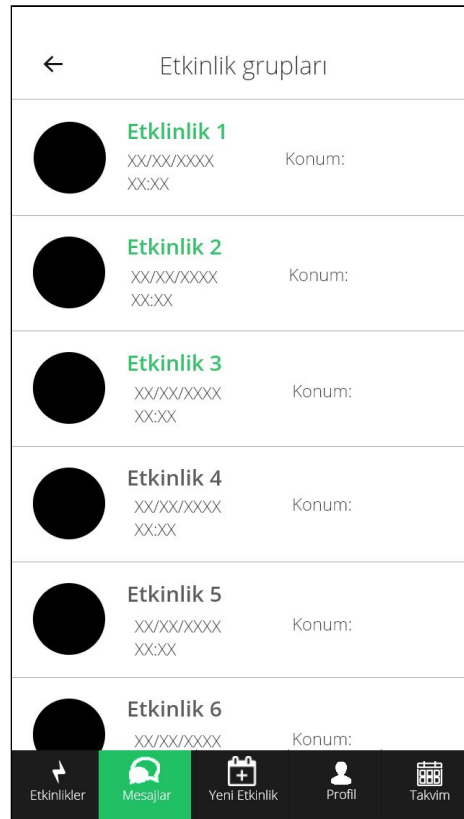 Etkinlik grupları
Etklinlik 1
XX/XX/XXXX Konum:
XX:XX
Etkinlik 2
XX/XX/XXXX Konum:
XX:XX
Etkinlik 3
XX/XX/XXXX Konum:
XX:XX
Etkinlik 4
XX/XX/XXXX Konum:
XX:XX
Etkinlik 5
XX/XX/XXXX Konum:
XX:XX
Etkinlik 6
XX/XX/XXXX Konum:
Etkinlikler Mesajlar Yeni Etkinlik Profil Takvim